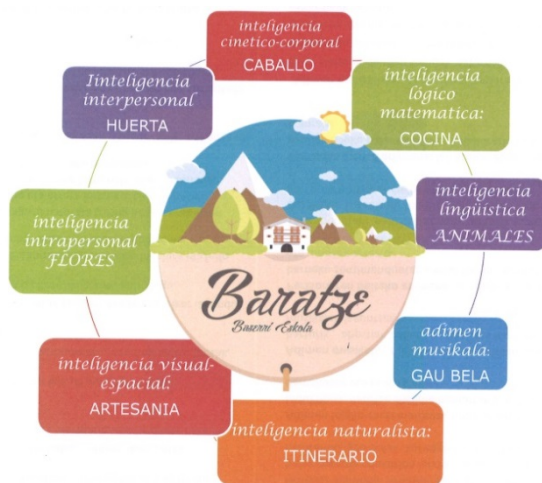 inteligencia
cinetico-corporal
CABALLO
inteligencia
lógico
matematica:
COCINA
inteligencia
lingüística
ANIMALES
adimen
musikala:
GAU BELA
inteligencia naturalista:
ITINERARIO
inteligencia visual-
espacial:
ARTESANIA
inteligencia
intrapersonal
FLORES
Iinteligencia
interpersonal
HUERTA
Baratze
Baserri Eskola